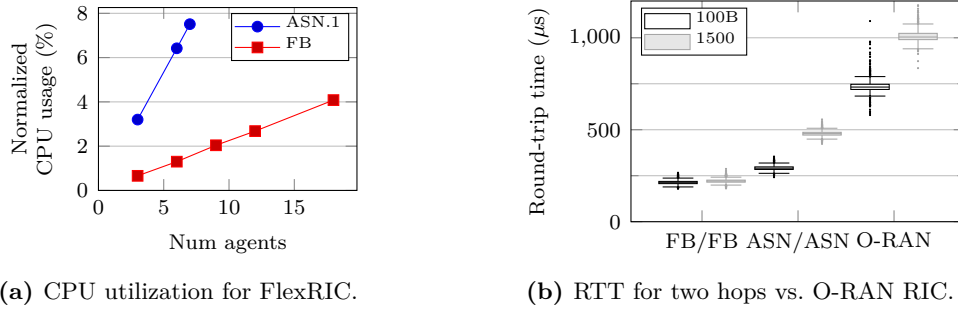 Normalized
CPU usage (%)
8
6
4
2
0
0
5
10
15
Num agents
ASN.1
FB
(a) CPU utilization for FlexRIC.
Round-trip time (μs)
1,000
500
0
100B
1500
FB/FB
ASN/ASN
O-RAN
(b) RTT for two hops vs. O-RAN RIC.